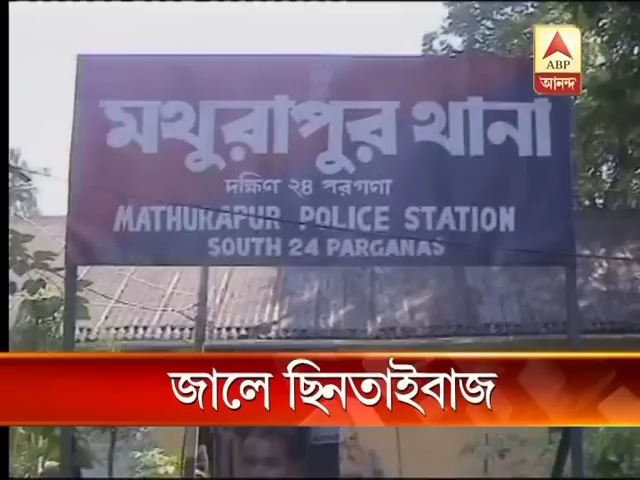 ABP
আনন্দ
মথুরাপুর থানা
দক্ষিণ ২৪ পরগণা
MATHURAPUR POLICE STATION
SOUTH 24 PARGANAS
জালে ছিনতাইবাজ